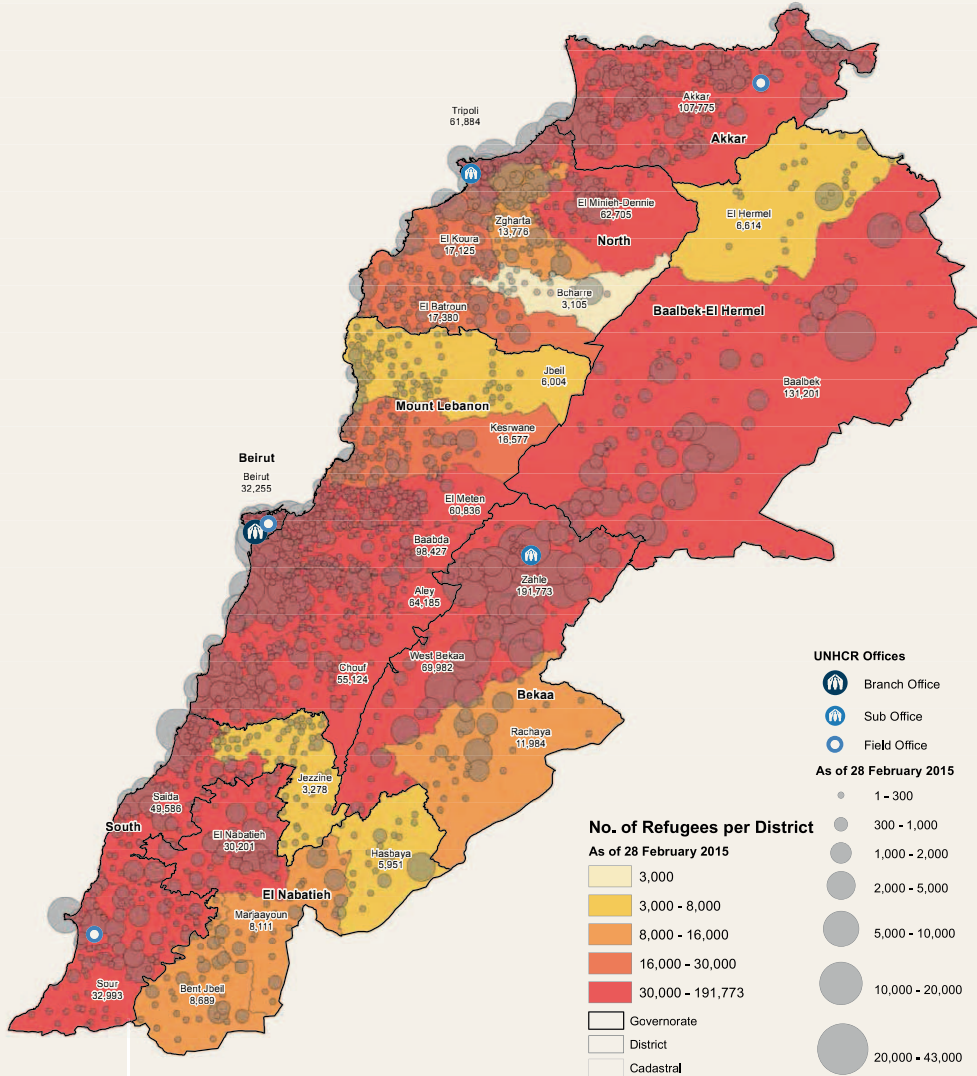 Akkar
107,775
Akkar
Tripoli
61,884
El Minieh-Dennie
62,705
North
Zgharta
13,776
El Hermel
6,614
El Koura
17,125
Bcharre
3,105
El Batroun
17,380
Baalbek-El Hermel
Jbeil
6,004
Baalbek
131,201
Mount Lebanon
Kesrwane
16,577
Beirut
Beirut
32,255
El Meten
60,836
Baabda
98,427
Zahle
191,773
Aley
64,185
West Bekaa
69,982
Chouf
55,124
Bekaa
Rachaya
11,984
Jezzine
3,278
Saida
49,586
South
El Nabatieh
30,201
Hasbaya
5,951
El Nabatieh
Marjaayoun
8,111
Bent Jbeil
8,689
Sour
32,993
UNHCR Offices
Branch Office
Sub Office
Field Office
As of 28 February 2015
1 - 300
300 - 1,000
1,000 - 2,000
2,000 - 5,000
5,000 - 10,000
10,000 - 20,000
20,000 - 43,000
No. of Refugees per District
As of 28 February 2015
3,000
3,000 - 8,000
8,000 - 16,000
16,000 - 30,000
30,000 - 191,773
Governorate
District
Cadastral